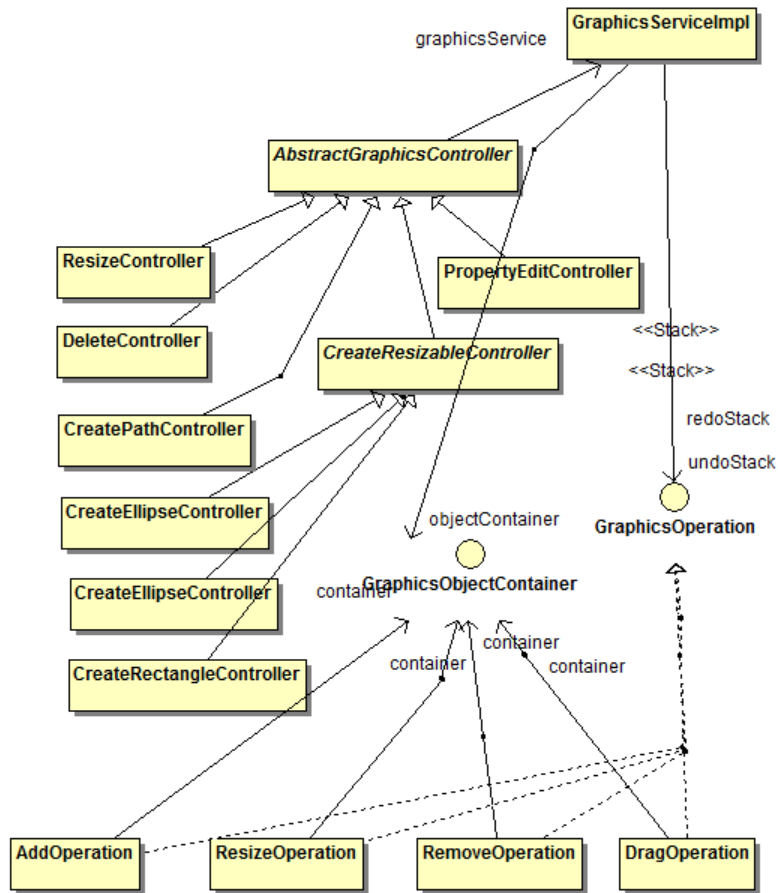 GraphicsServiceImpl
graphicsService
AbstractGraphicsController
ResizeController
PropertyEditController
DeleteController
<<Stack>>
CreateResizableController
<<Stack>>
redoStack
CreatePathController
undoStack
CreateEllipseController
objectContainer
GraphicsOperation
CreateEllipseController
container
GraphicsObjectContainer
container
CreateRectangleController
container
container
AddOperation
ResizeOperation
RemoveOperation
DragOperation